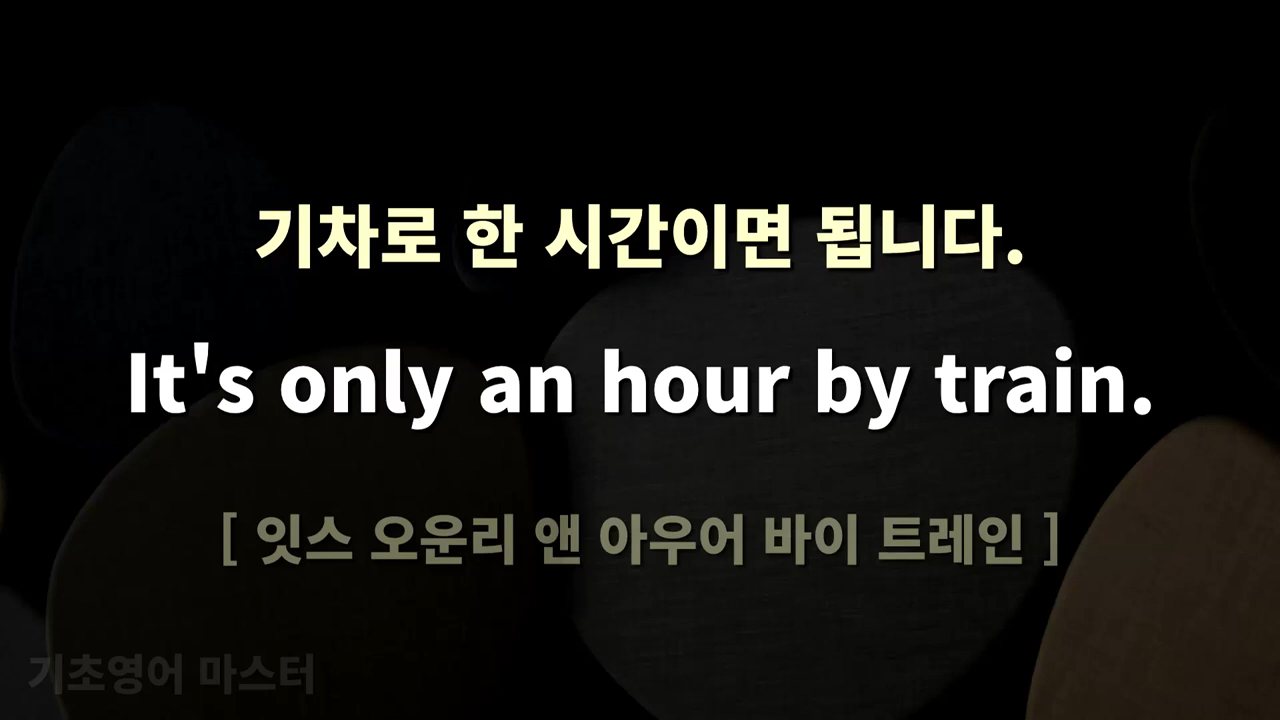 기차로 한 시간이면 됩니다.
It's only an hour by train.
[ 잇스 오운리 앤 아우어 바이 트레인 ]
기초영어 마스터